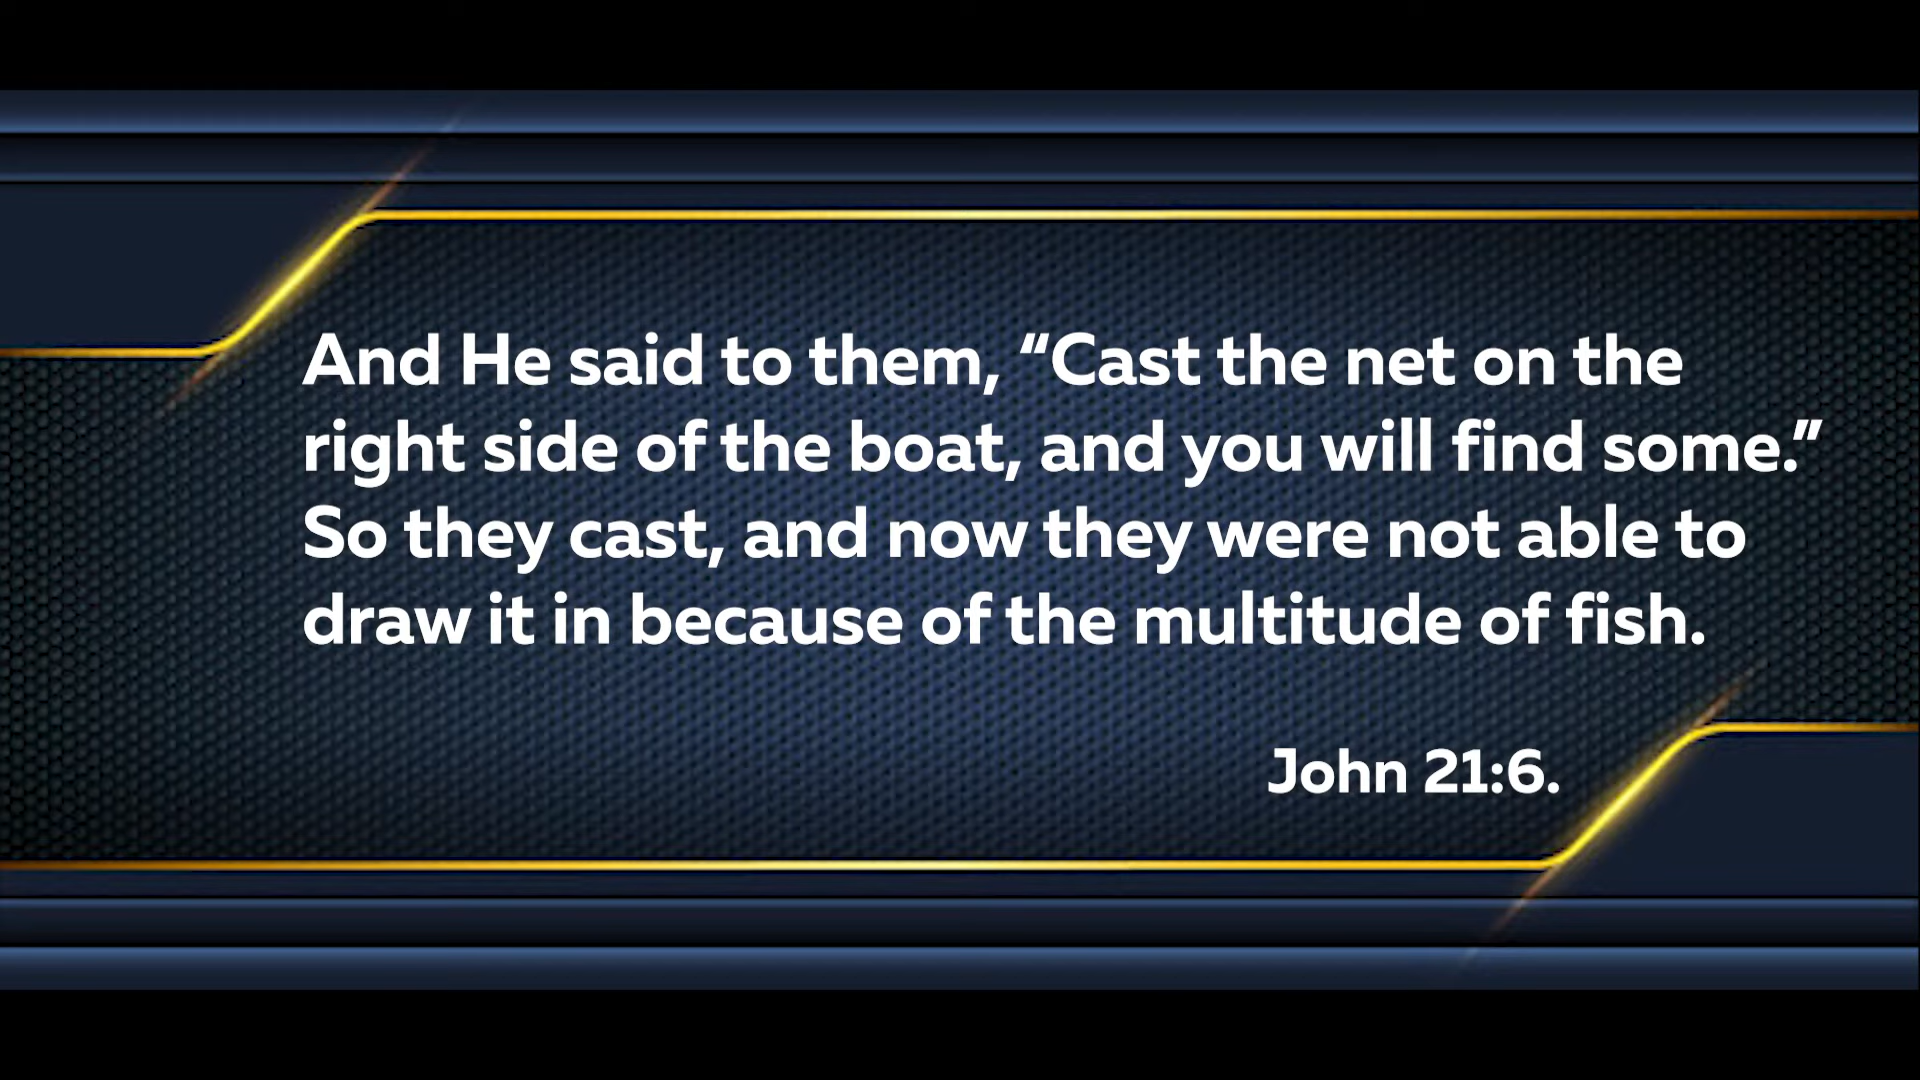 And He said to them, “Cast the net on the
right side of the boat, and you will find some.”
So they cast, and now they were not able to
draw it in because of the multitude of fish.
John 21:6.